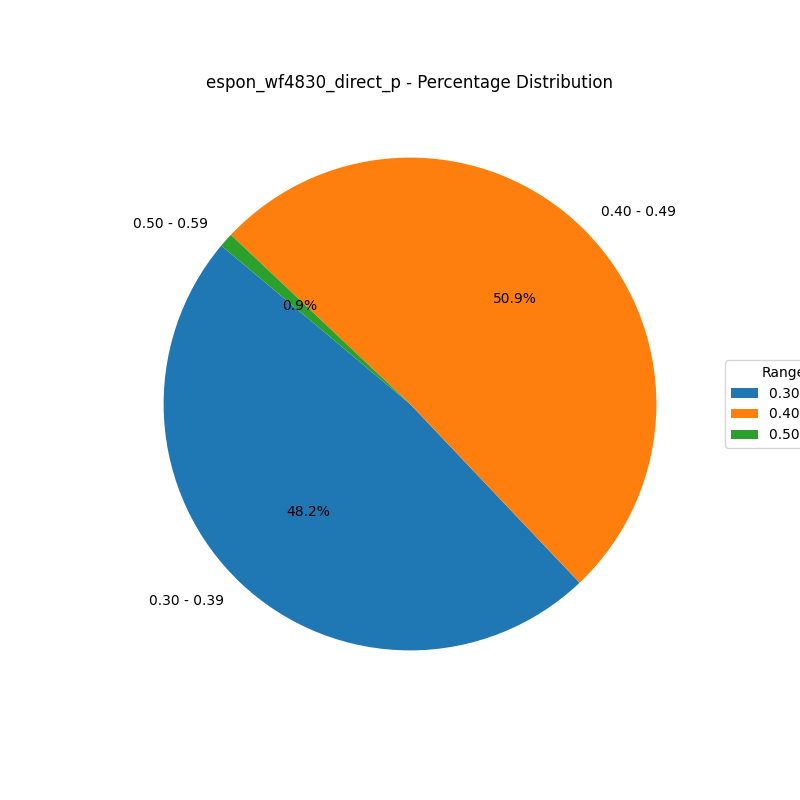 espon_wf4830_direct_p - Percentage Distribution
0.50 - 0.59
0.40 - 0.49
50.9%
0.9%
48.2%
0.30 - 0.39
Range
0.30
0.40
0.50